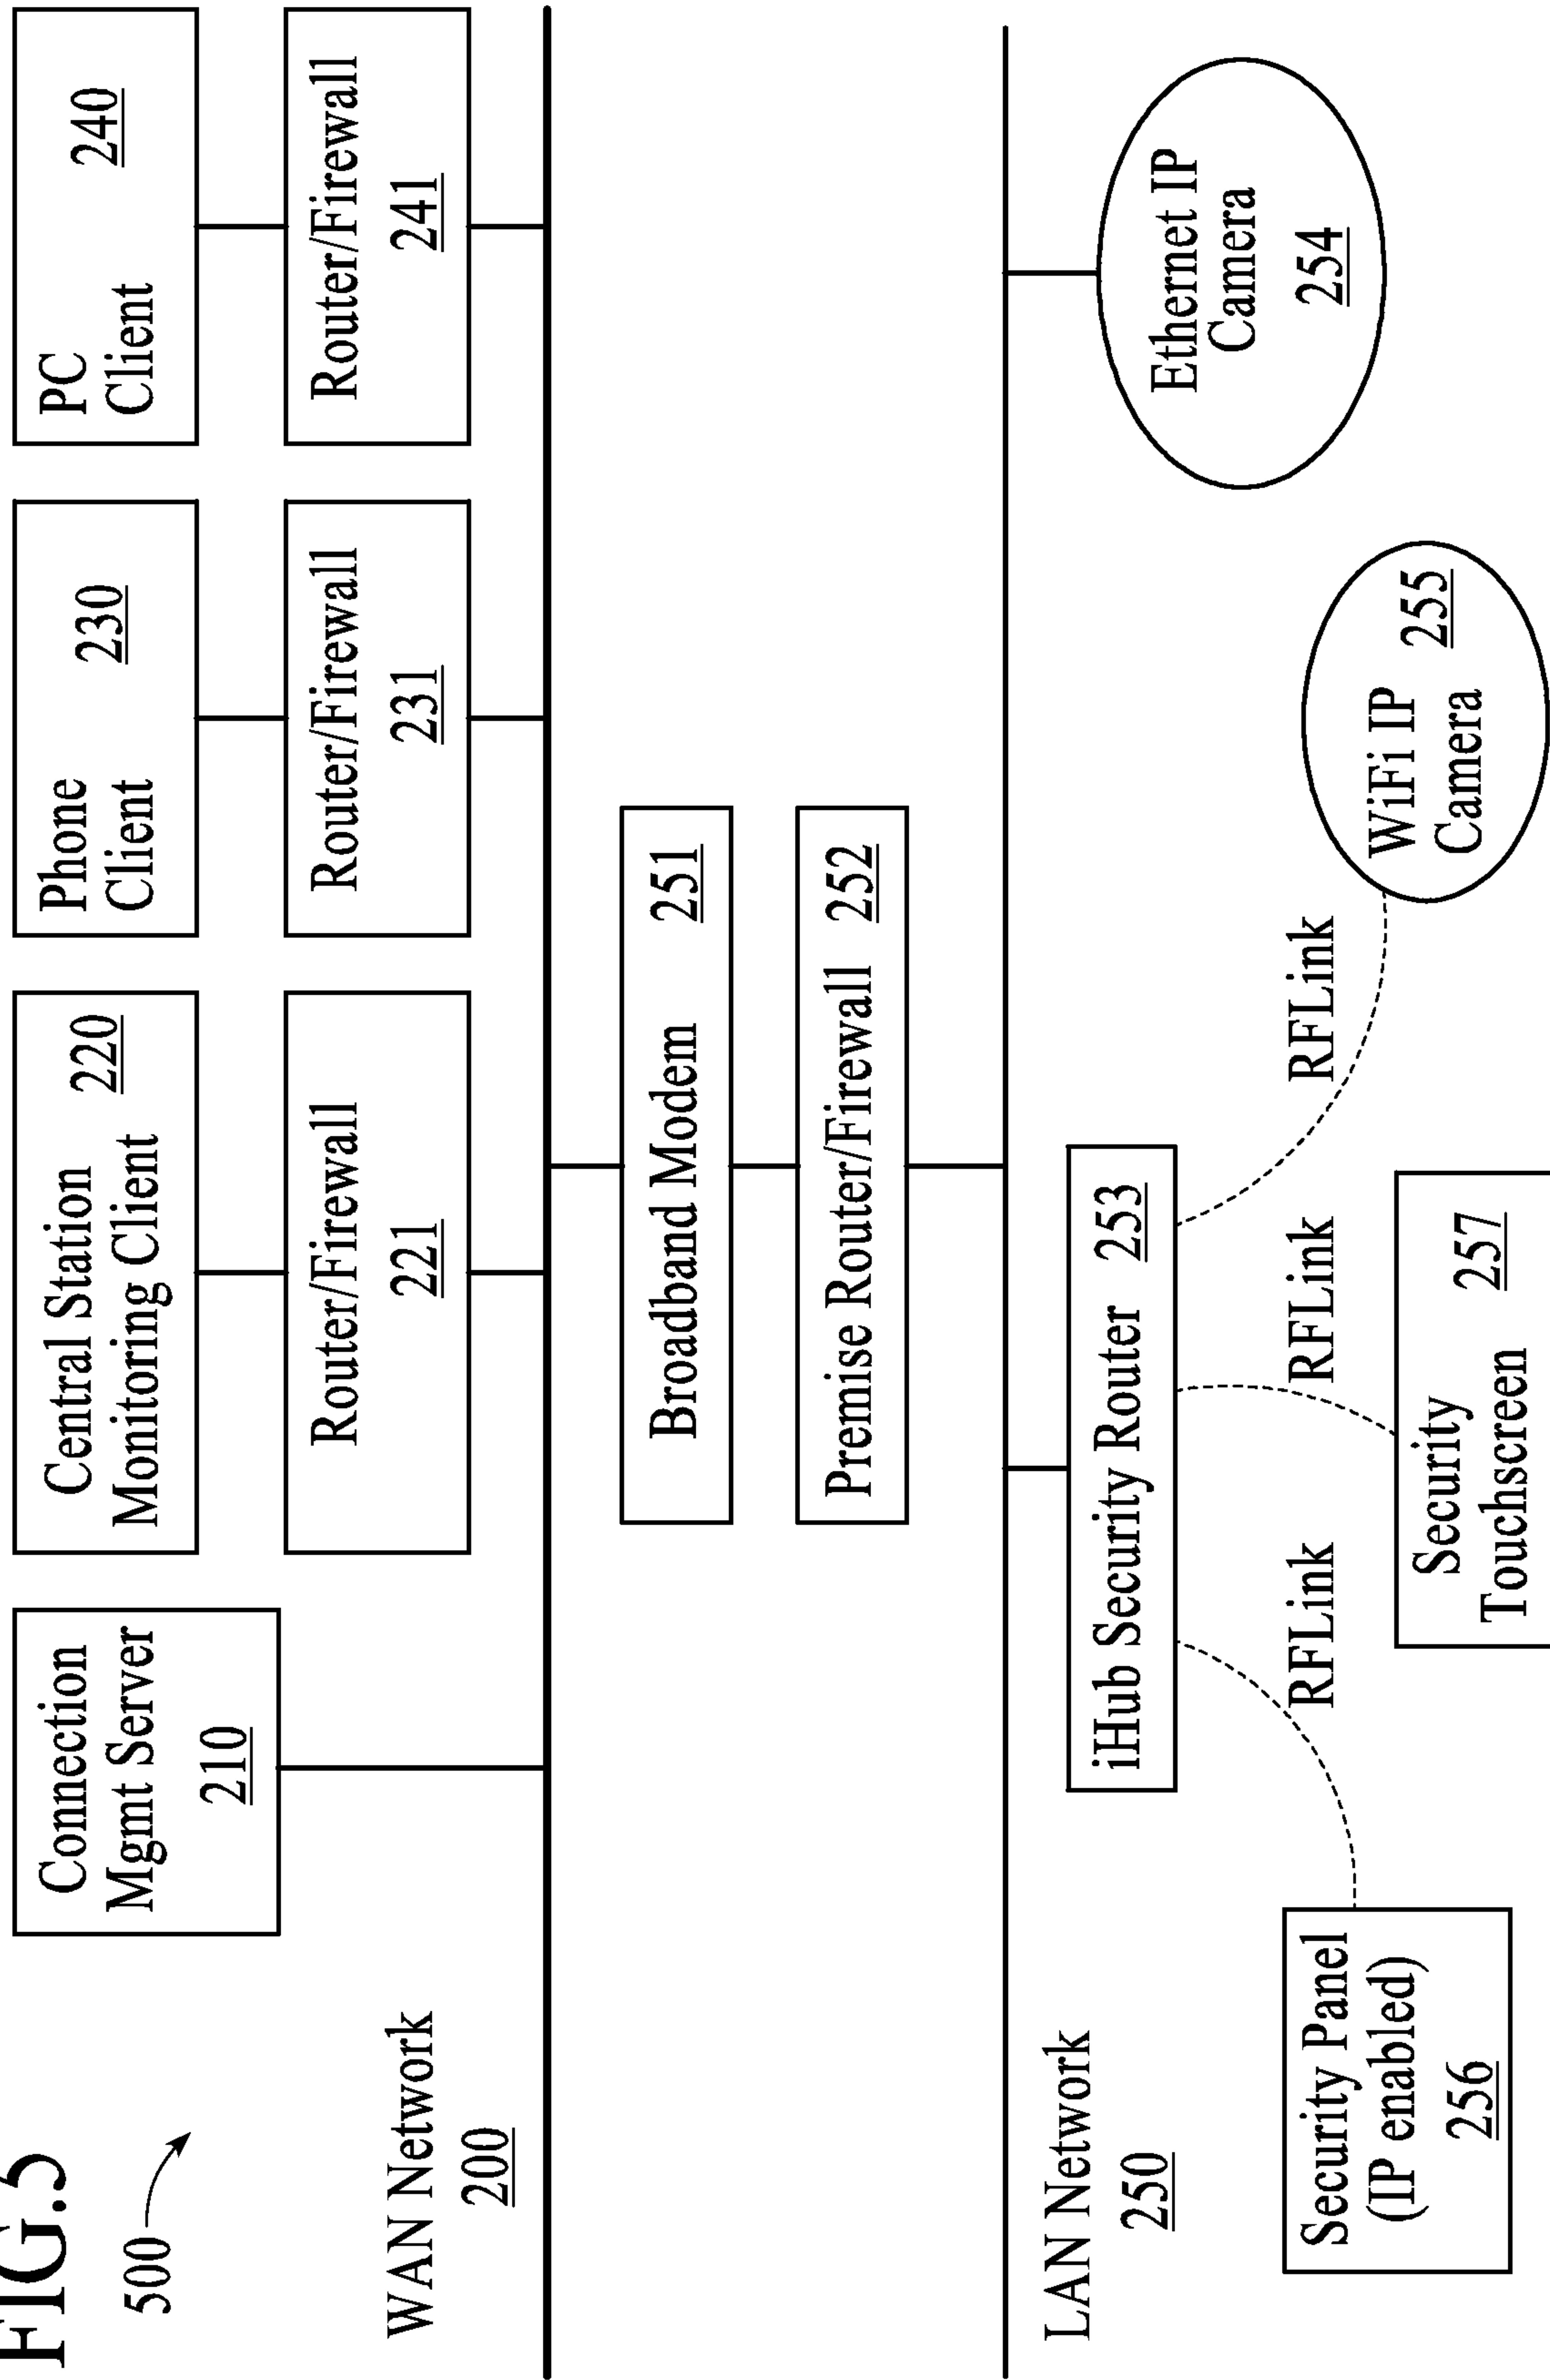 FIG.5
500
Connection
Mgmt Server
210
Central Station
Monitoring Client
220
Phone
Client
230
PC
Client
240
Router/Firewall
221
Router/Firewall
231
Router/Firewall
241
WAN Network
200
Broadband Modem 251
Premise Router/Firewall 252
LAN Network
250
iHub Security Router 253
Ethernet IP
Camera
254
RFLink
RFLink
RFLink
Security Panel
(IP enabled)
256
Security
Touchscreen
257
WiFi IP
Camera
255